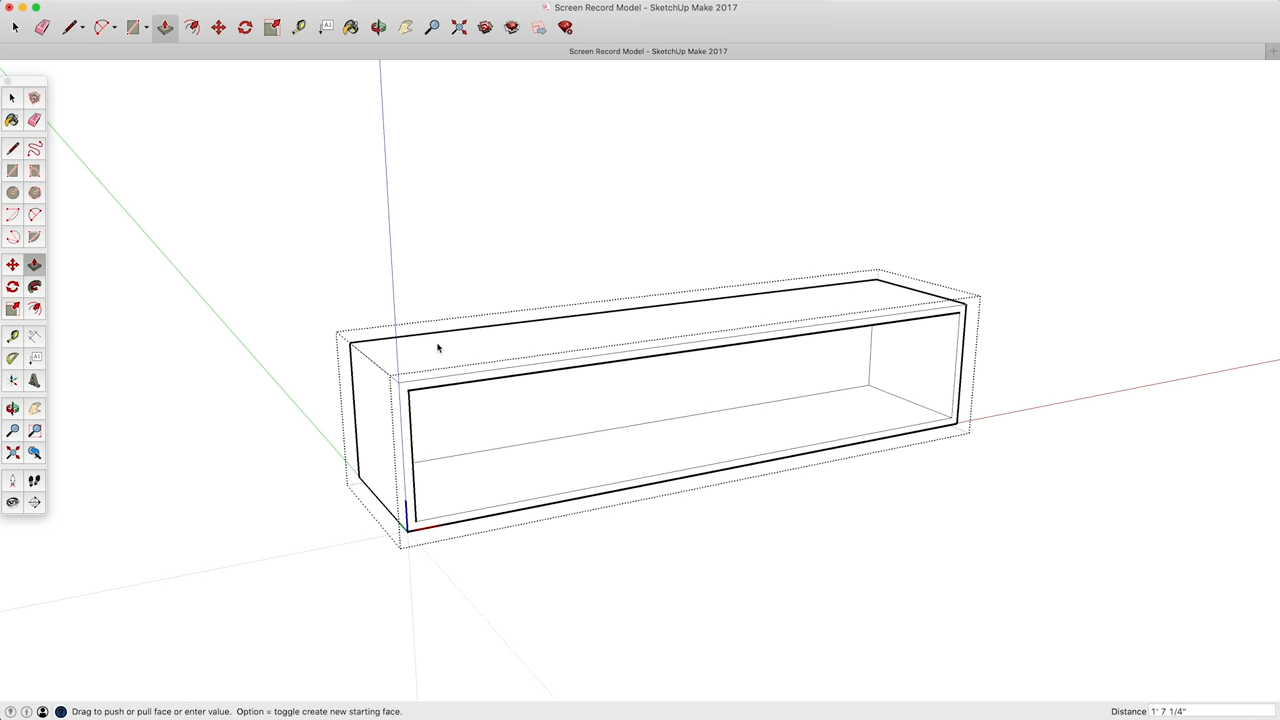 Screen Record Model - SketchUp Make 2017
Screen Record Model - SketchUp Make 2017
Drag to push or pull face or enter value. Option = toggle create new starting face.
Distance 1' 7 1/4"